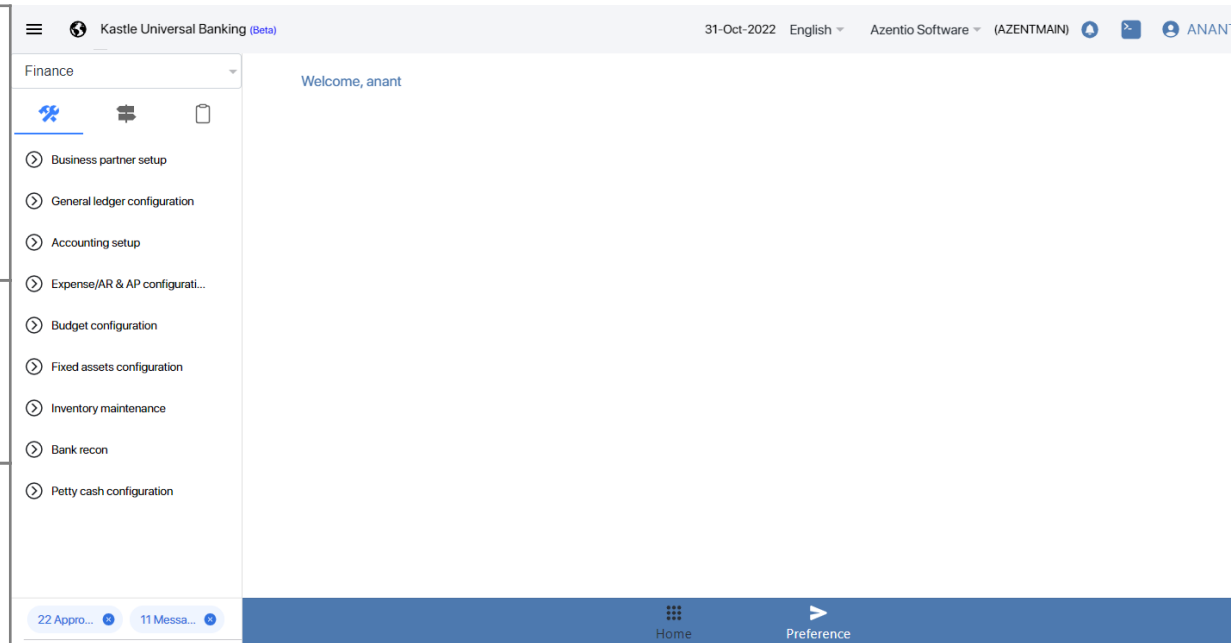 Kastle Universal Banking (Beta) 31-Oct-2022 English Azentio Software (AZENTMAIN) ANANT
Finance
Welcome, anant
Business partner setup
General ledger configuration
Accounting setup
Expense/AR & AP configurati...
Budget configuration
Fixed assets configuration
Inventory maintenance
Bank recon
Petty cash configuration
22 Appro... 11 Messa...
Home Preference